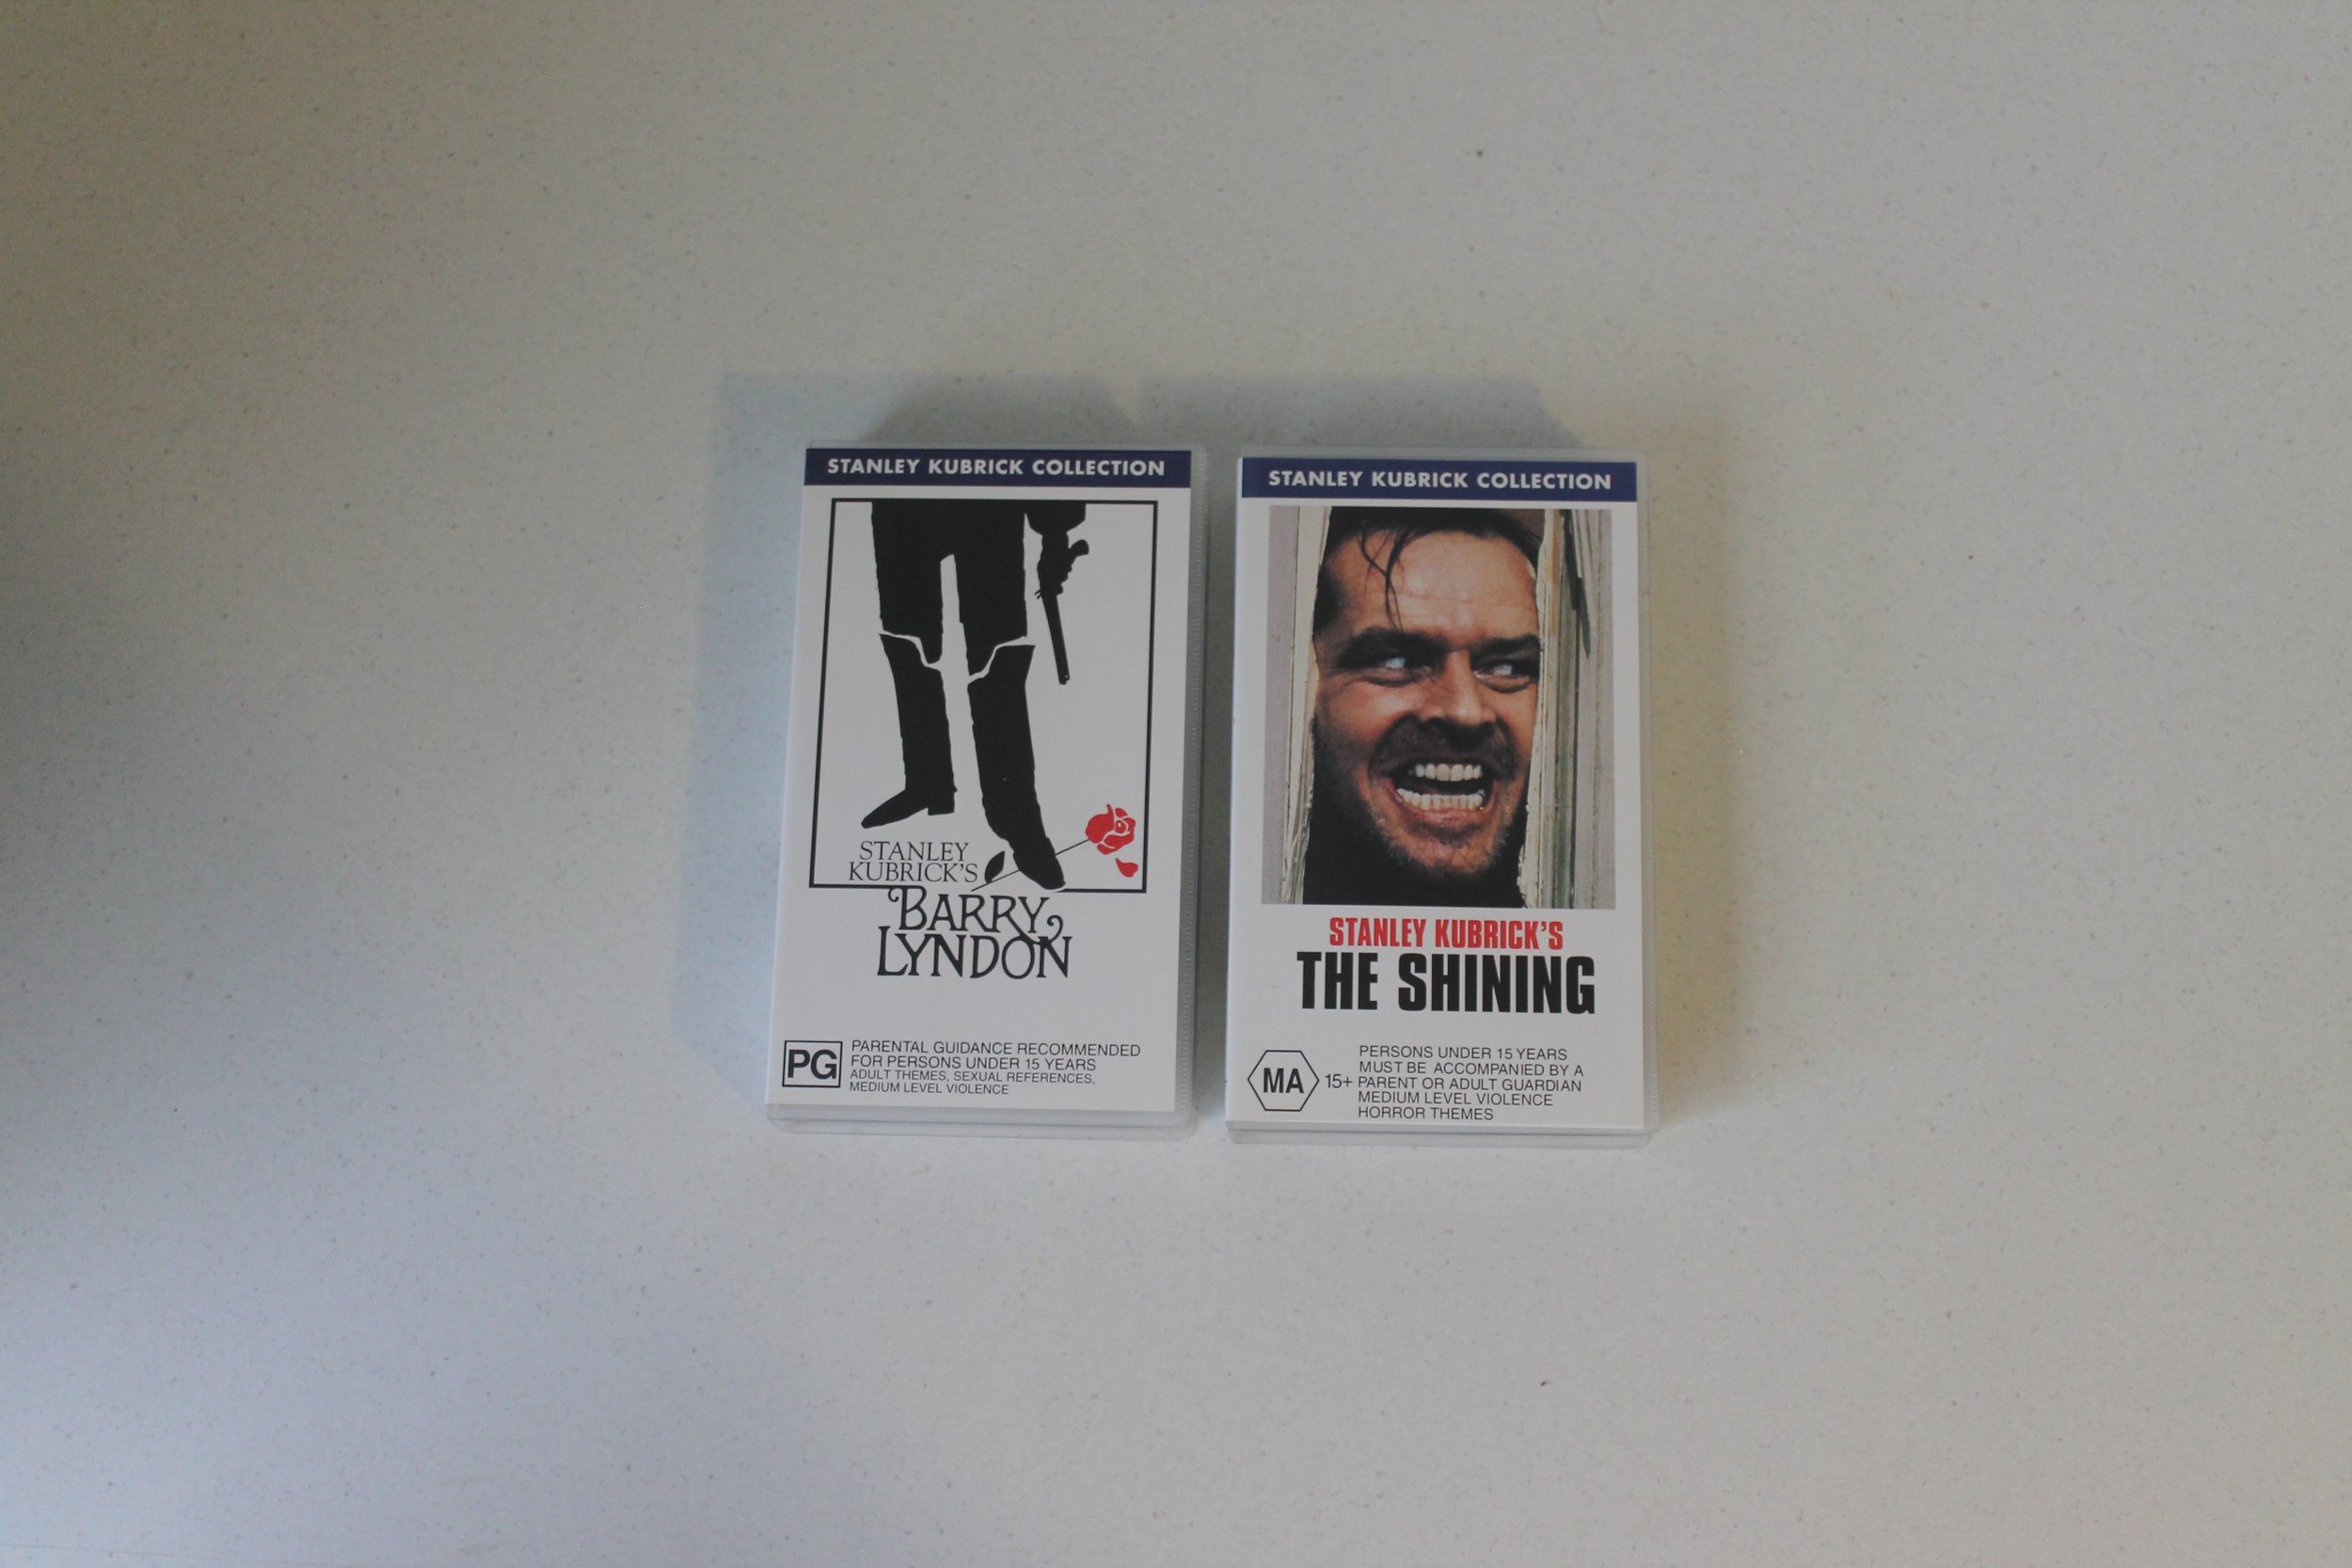 STANLEY KUBRICK COLLECTION
STANLEY
KUBRICK'S
BARRY
LYNDON
PG
PARENTAL GUIDANCE RECOMMENDED
FOR PERSONS UNDER 15 YEARS
ADULT THEMES, SEXUAL REFERENCES,
MEDIUM LEVEL VIOLENCE
STANLEY KUBRICK COLLECTION
STANLEY KUBRICK'S
THE SHINING
MA 15+
PERSONS UNDER 15 YEARS
MUST BE ACCOMPANIED BY A
PARENT OR ADULT GUARDIAN
MEDIUM LEVEL VIOLENCE
HORROR THEMES